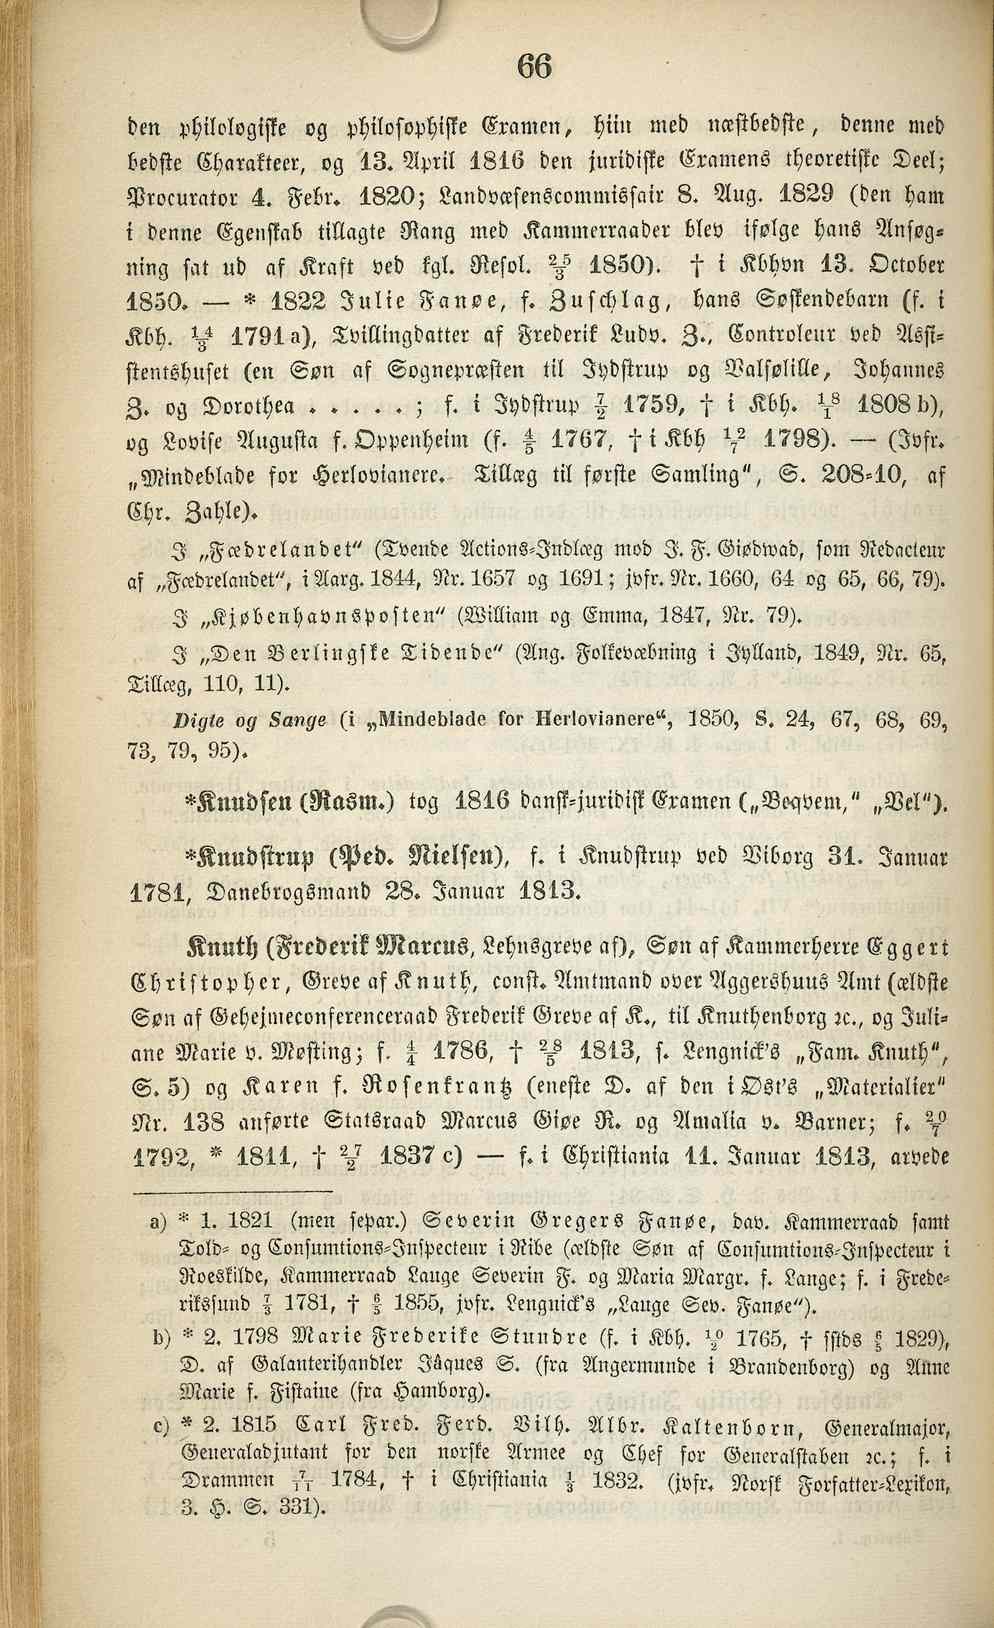 66
den philologiske og philosophiske Examen, hiin med næstbedste, denne med
bedste Charakteer, og 13. April 1816 den juridiske Examens theoretiske Deel;
Procurator 4. Febr. 1820; Landvæsenscommissair 8. Aug. 1829 (den ham
i denne Egenskab tillagte Rang med Kammerraader blev ifølge hans Ansøg-
ning sat ud af Kraft ved kgl. Resol. 25/3 1850). † i Kbhvn 13. October
1850. — * 1822 Julie Fanøe, f. Zuschlag, hans Søskendebarn (f. i
Kbh. 14/3 1791 a), Tvillingdatter af Frederik Ludv. Z., Controleur ved Assi-
stentshuset (en Søn af Sognepræsten til Jydstrup og Valsølille, Johannes
Z. og Dorothea . . . . . ; f. i Jydstrup 7/2 1759, † i Kbh. 18/1 1808 b),
og Lovise Augusta f. Oppenheim (f. 4/5 1767, † i Kbh 12/7 1798). — (Jvfr.
„Mindeblade for Herlovianere. Tillæg til første Samling“, S. 208-10, af
Chr. Zahle).
I „Fædrelandet“ (Tvende Actions-Indlæg mod J. F. Giødwad, som Redacteur
af „Fædrelandet“, i Aarg. 1844, Nr. 1657 og 1691; jvfr. Nr. 1660, 64 og 65, 66, 79).
I „Kjøbenhavnsposten“ (William og Emma, 1847, Nr. 79).
I „Den Berlingske Tidende“ (Ang. Folkevæbning i Jylland, 1849, Nr. 65,
Tillæg, 110, 11).
Digte og Sange (i „Mindeblade for Herlovianere“, 1850, S. 24, 67, 68, 69,
73, 79, 95).
*Knudsen (Rasm.) tog 1816 dansk-juridisk Examen („Beqvem,“ „Vel“).
*Knudstrup (Ped. Nielsen), f. i Knudstrup ved Viborg 31. Januar
1781, Danebrogsmand 28. Januar 1813.
Knuth (Frederik Marcus, Lehnsgreve af), Søn af Kammerherre Eggert
Christopher, Greve af Knuth, const. Amtmand over Aggershuus Amt (ældste
Søn af Gehejmeconferenceraad Frederik Greve af K., til Knuthenborg ꝛc., og Juli-
ane Marie v. Møsting; f. 4/4 1786, † 28/5 1813, f. Lengnick's „Fam. Knuth“,
S. 5) og Karen f. Rosenkrantz (eneste D. af den i Øst's „Materialier“
Nr. 138 anførte Statsraad Marcus Giøe R. og Amalia v. Barner; f. 20/7
1792, * 1811, † 27/2 1837 c) — f. i Christiania 11. Januar 1813, arvede
a) * 1. 1821 (men separ.) Severin Gregers Fanøe, dav. Kammerraad samt
Told- og Consumtions-Inspecteur i Ribe (ældste Søn af Consumtions-Inspecteur i
Roeskilde, Kammerraad Lauge Severin F. og Maria Margr. f. Lange; f. i Frede-
rikssund 7/3 1781, † 6/5 1855, jvfr. Lengnick's „Lauge Sev. Fanøe“).
b) * 2. 1798 Marie Frederike Stundre (f. i Kbh. 10/2 1765, † sstds 6/5 1829),
D. af Galanterihandler Jâques S. (fra Angermunde i Brandenborg) og Anne
Marie f. Fistaine (fra Hamborg).
c) * 2. 1815 Carl Fred. Ferd. Vilh. Albr. Kaltenborn, Generalmajor,
Generaladjutant for den norske Armee og Chef for Generalstaben ꝛc.; f. i
Drammen 7/11 1784, † i Christiania 1/3 1832. (jvfr. Norsk Forfatter-Lexikon,
3. H. S. 331).